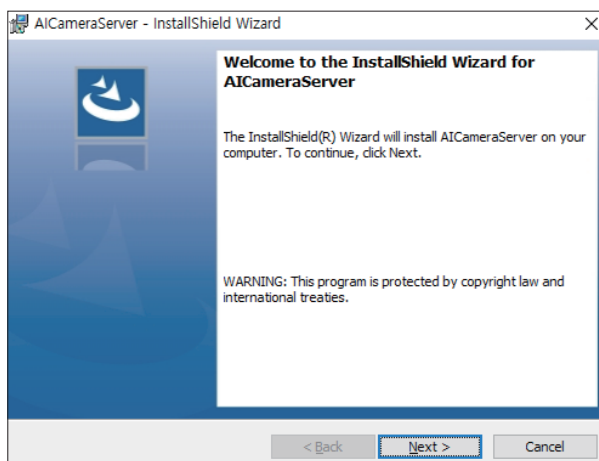 AICameraServer - InstallShield Wizard
Welcome to the InstallShield Wizard for
AICameraServer
The InstallShield(R) Wizard will install AICameraServer on your
computer. To continue, click Next.
WARNING: This program is protected by copyright law and
international treaties.
< Back
Next >
Cancel